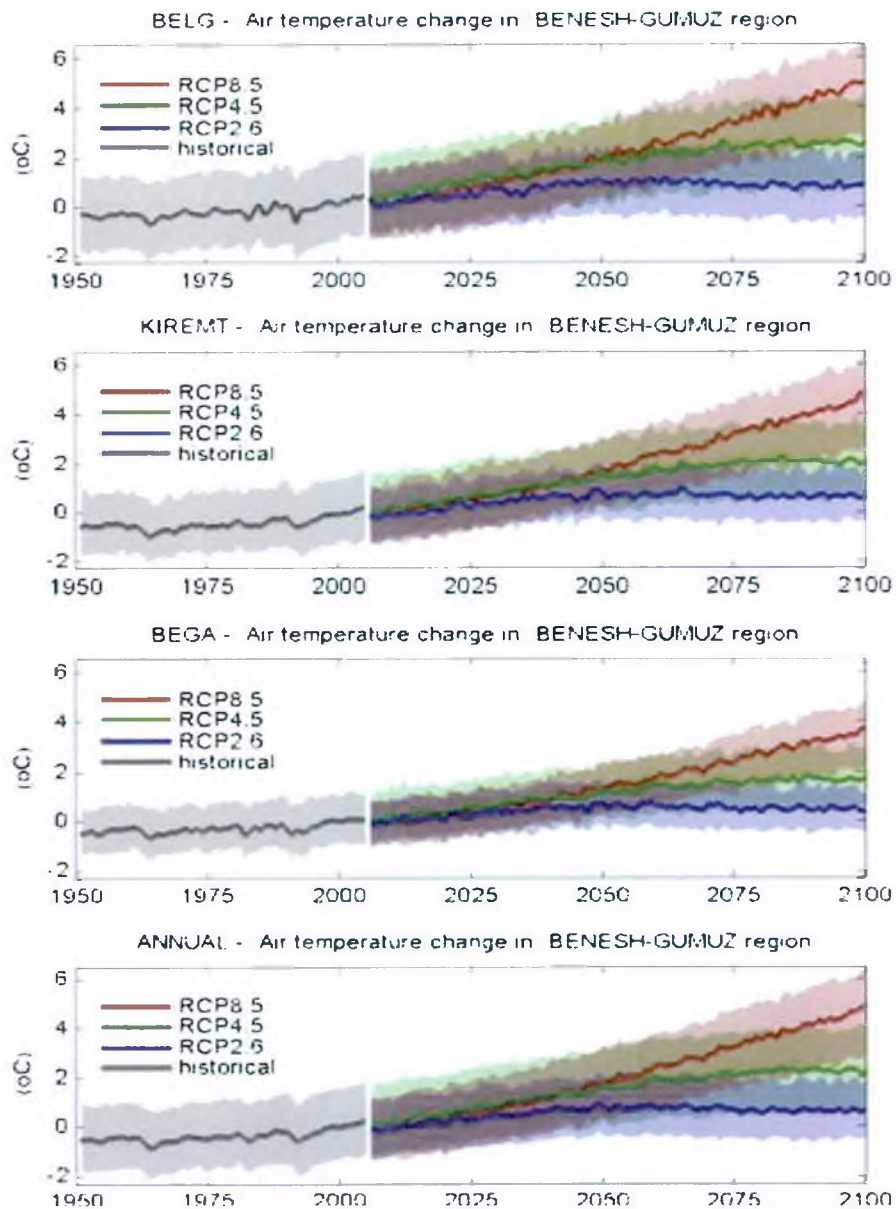 BELG - Air temperature change in BENESH-GUMUZ region
6
4
2
0
-2
(oC)
RCP8.5
RCP4.5
RCP2.6
historical
1950 1975 2000 2025 2050 2075 2100
KIREMT - Air temperature change in BENESH-GUMUZ region
6
4
2
0
-2
(oC)
RCP8.5
RCP4.5
RCP2.6
historical
1950 1975 2000 2025 2050 2075 2100
BEGA - Air temperature change in BENESH-GUMUZ region
6
4
2
0
-2
(oC)
RCP8.5
RCP4.5
RCP2.6
historical
1950 1975 2000 2025 2050 2075 2100
ANNUAL - Air temperature change in BENESH-GUMUZ region
6
4
2
0
-2
(oC)
RCP8.5
RCP4.5
RCP2.6
historical
1950 1975 2000 2025 2050 2075 2100